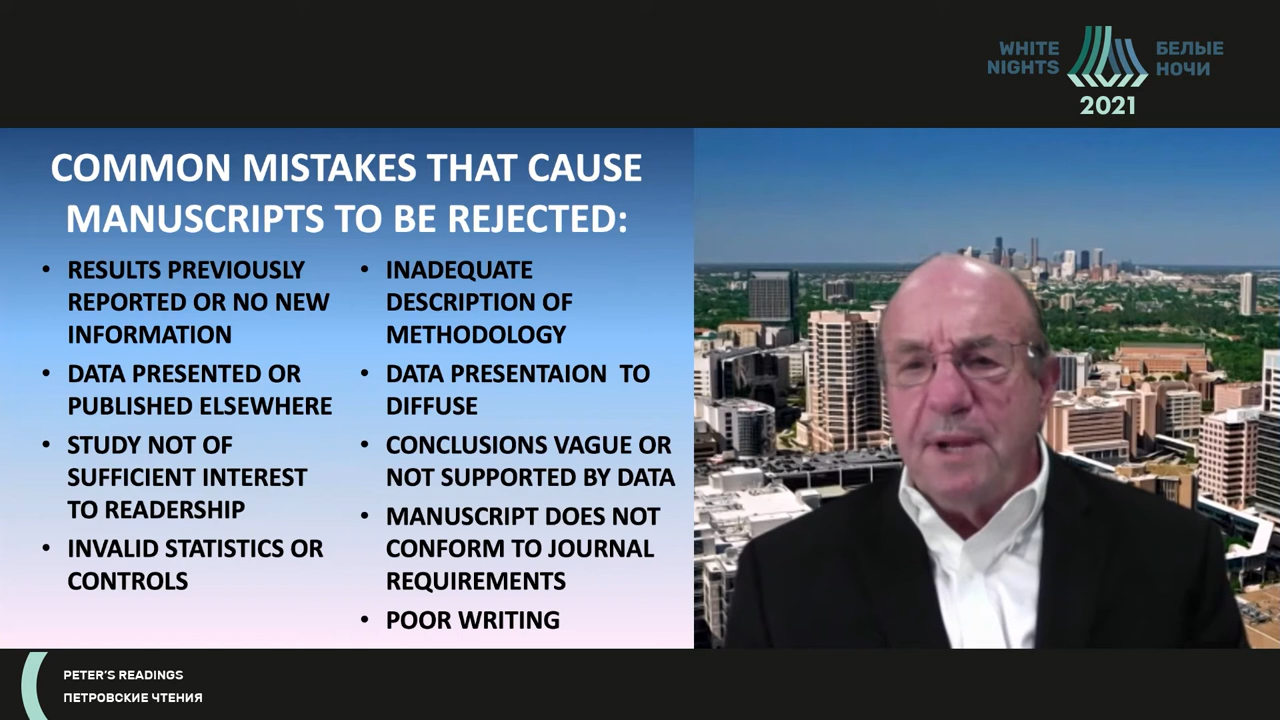 WHITE
NIGHTS
БЕЛЫЕ
НОЧИ
2021
COMMON MISTAKES THAT CAUSE
MANUSCRIPTS TO BE REJECTED:
• RESULTS PREVIOUSLY
REPORTED OR NO NEW
INFORMATION
• DATA PRESENTED OR
PUBLISHED ELSEWHERE
• STUDY NOT OF
SUFFICIENT INTEREST
TO READERSHIP
• INVALID STATISTICS OR
CONTROLS
• INADEQUATE
DESCRIPTION OF
METHODOLOGY
• DATA PRESENTAION TO
DIFFUSE
• CONCLUSIONS VAGUE OR
NOT SUPPORTED BY DATA
• MANUSCRIPT DOES NOT
CONFORM TO JOURNAL
REQUIREMENTS
• POOR WRITING
PETER'S READINGS
ПЕТРОВСКИЕ ЧТЕНИЯ